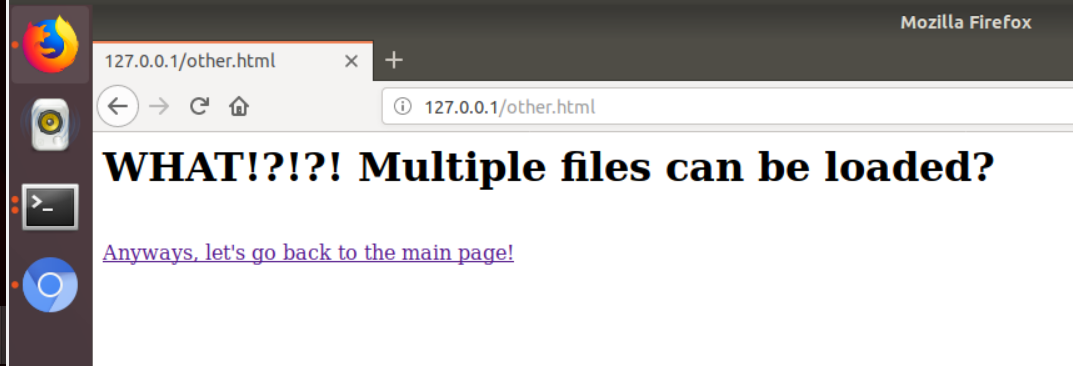 Mozilla Firefox
127.0.0.1/other.html
127.0.0.1/other.html
WHAT!?!?! Multiple files can be loaded?
Anyways, let's go back to the main page!